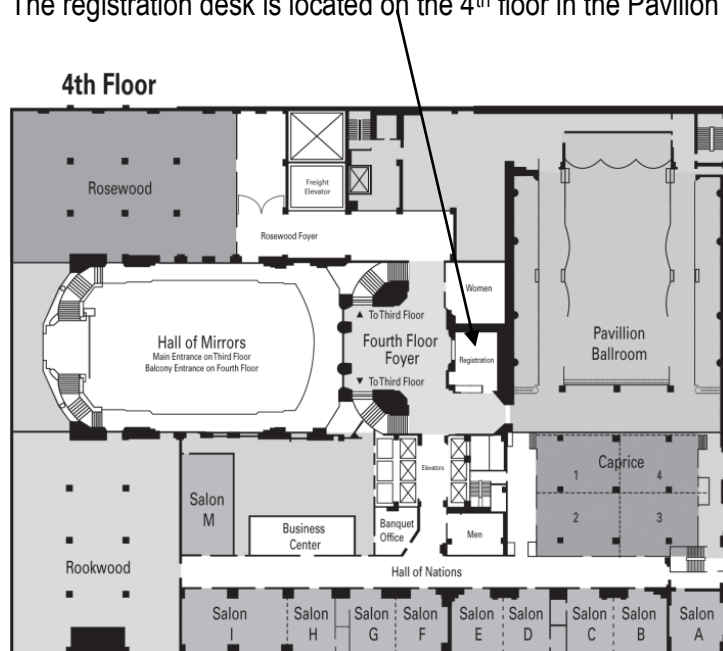 The registration desk is located on the 4th floor in the Pavilion
4th Floor
Rosewood
Freight
Elevator
Rosewood Foyer
Women
▲ To Third Floor
Hall of Mirrors
Main Entrance on Third Floor
Balcony Entrance on Fourth Floor
Fourth Floor
Foyer
Registration
Pavillion
Ballroom
▼ To Third Floor
Elevators
Caprice
1
4
2
3
Salon
M
Business
Center
Banquet
Office
Men
Rookwood
Hall of Nations
Salon
I
Salon
H
Salon
G
Salon
F
Salon
E
Salon
D
Salon
C
Salon
B
Salon
A